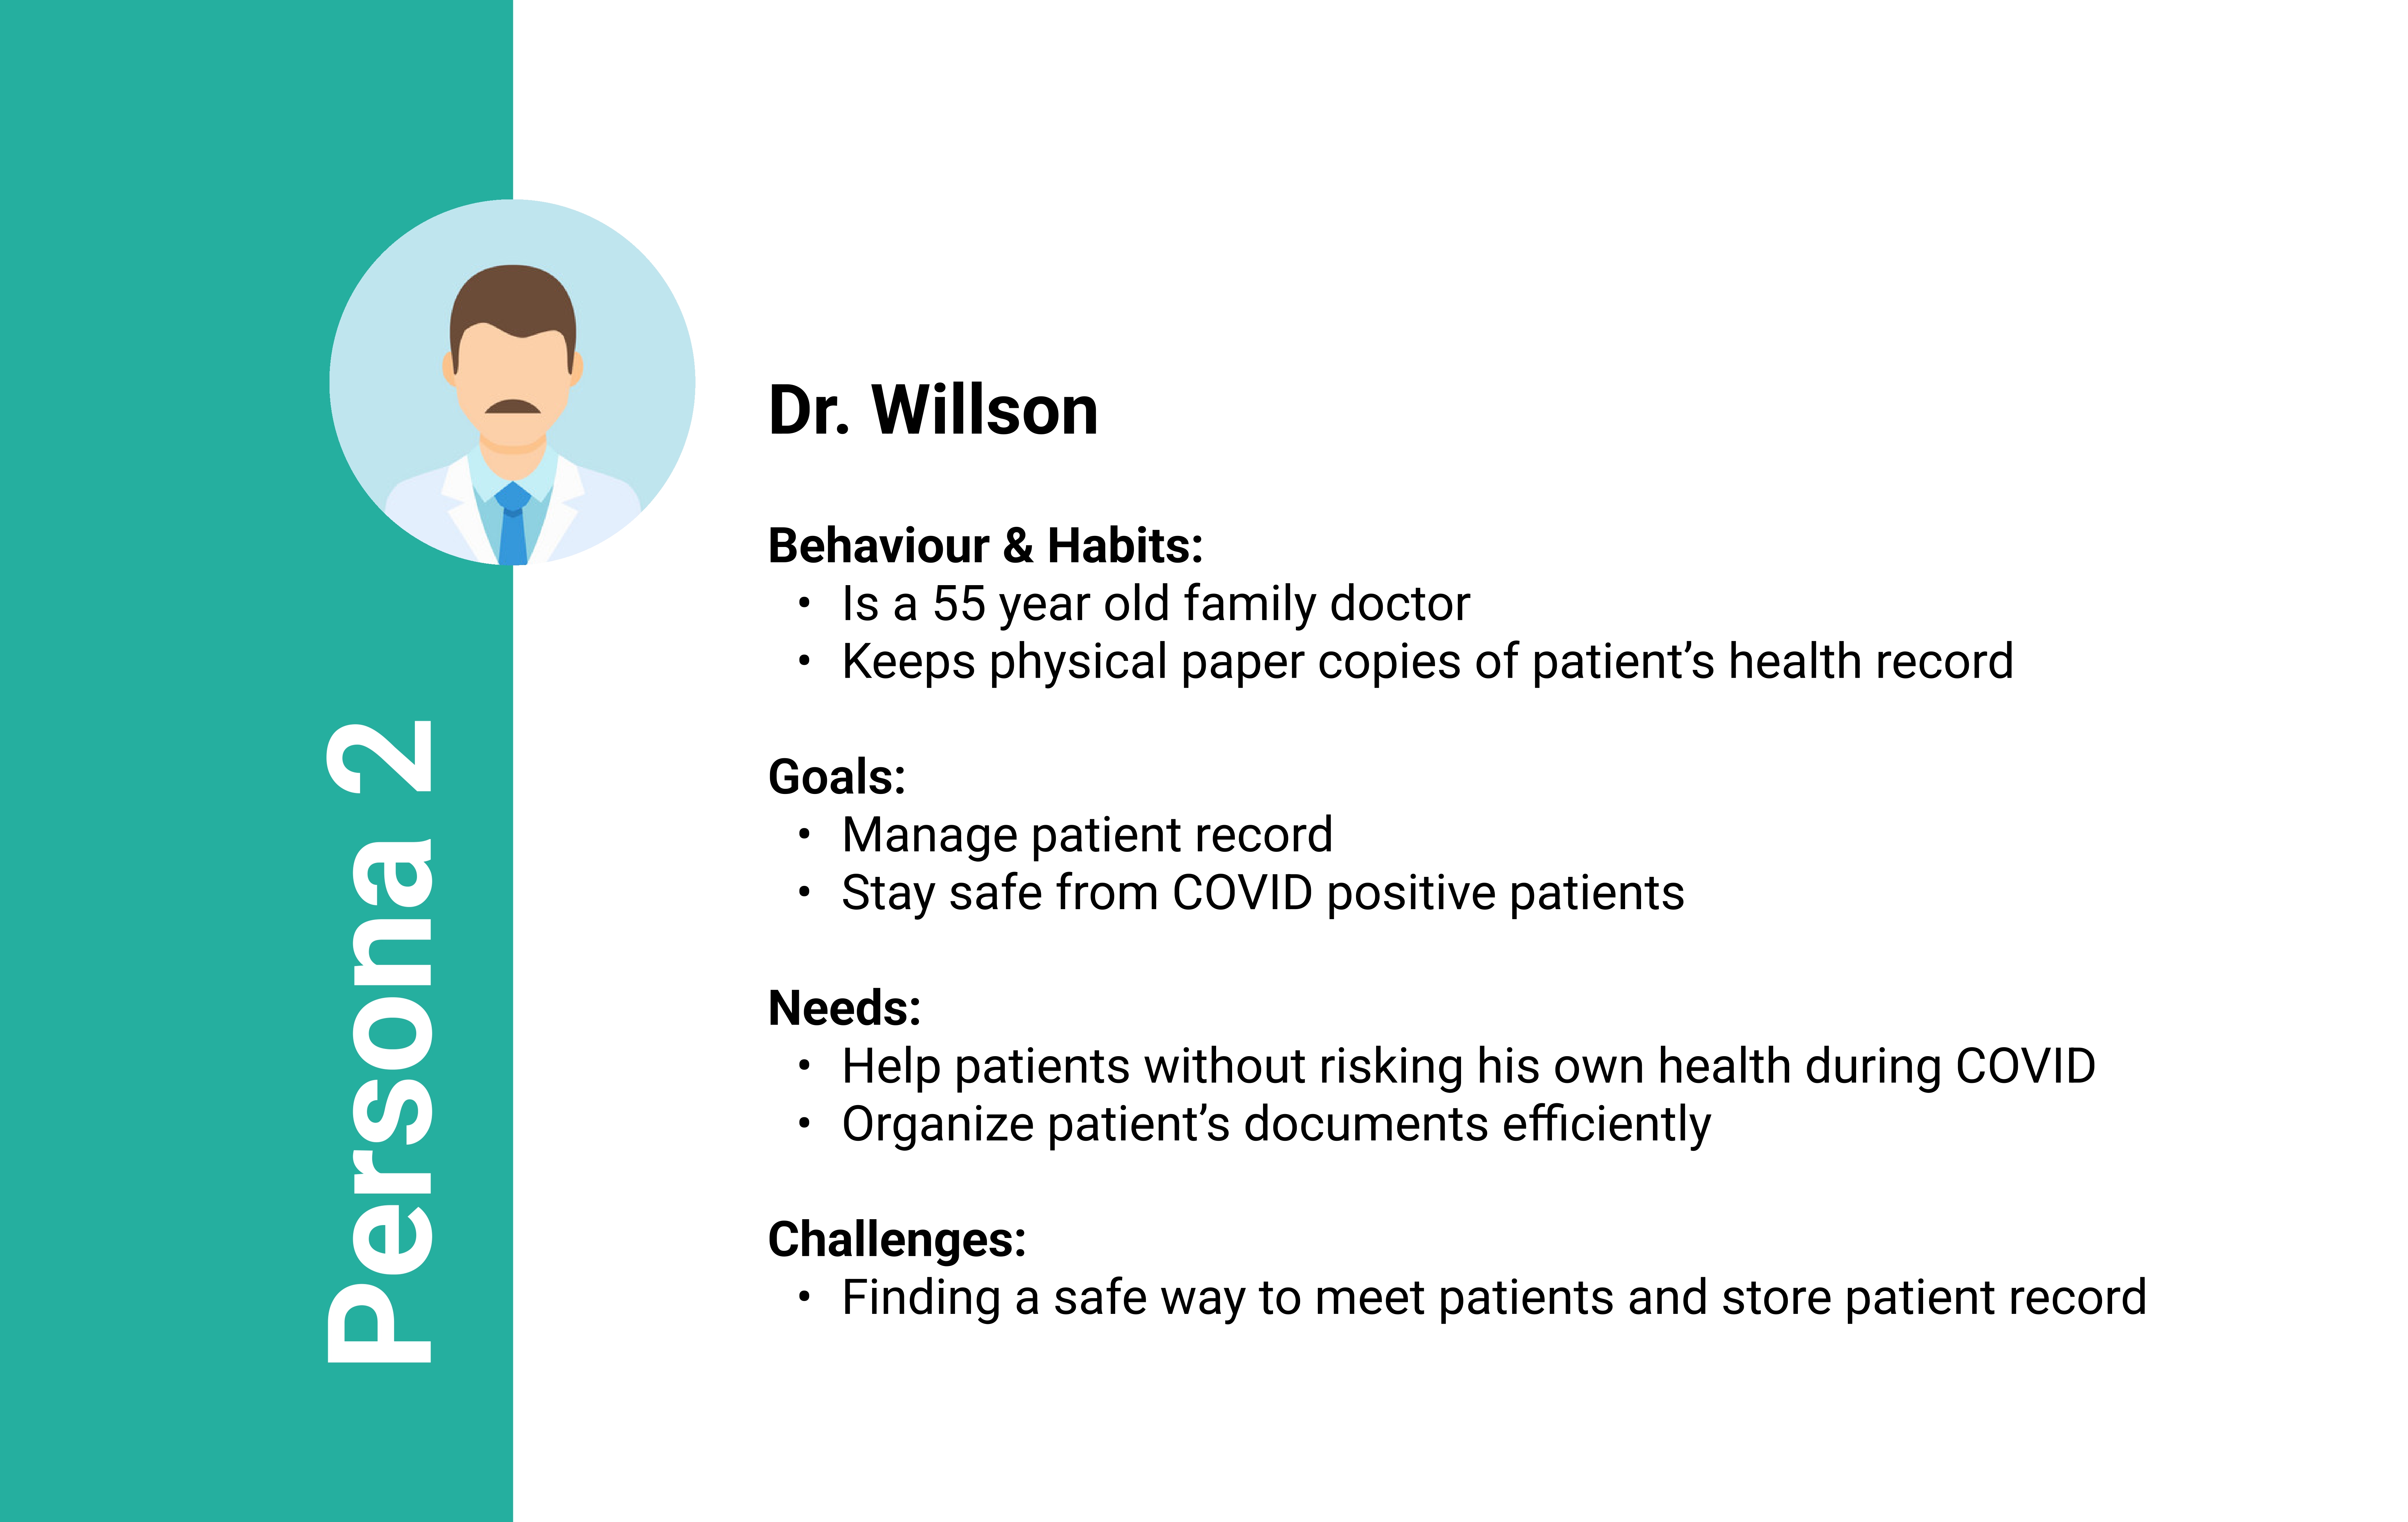 Persona 2
Dr. Willson
Behaviour & Habits:
• Is a 55 year old family doctor
• Keeps physical paper copies of patient’s health record
Goals:
• Manage patient record
• Stay safe from COVID positive patients
Needs:
• Help patients without risking his own health during COVID
• Organize patient’s documents efficiently
Challenges:
• Finding a safe way to meet patients and store patient record